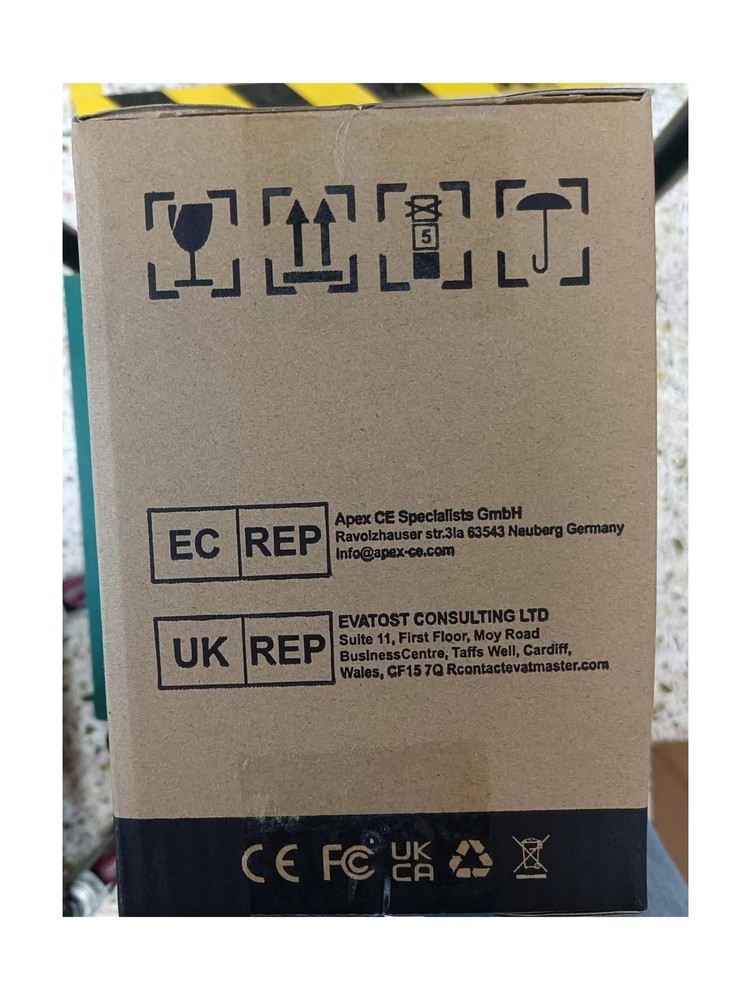 5
EC REP
Apex CE Specialists GmbH
Ravolzhauser str.3la 63543 Neuberg Germany
Info@apex-ce.com
UK REP
EVATOST CONSULTING LTD
Suite 11, First Floor, Moy Road
BusinessCentre, Taffs Well, Cardiff,
Wales, CF15 7Q Rcontactevatmaster.com
CE FC UK CA